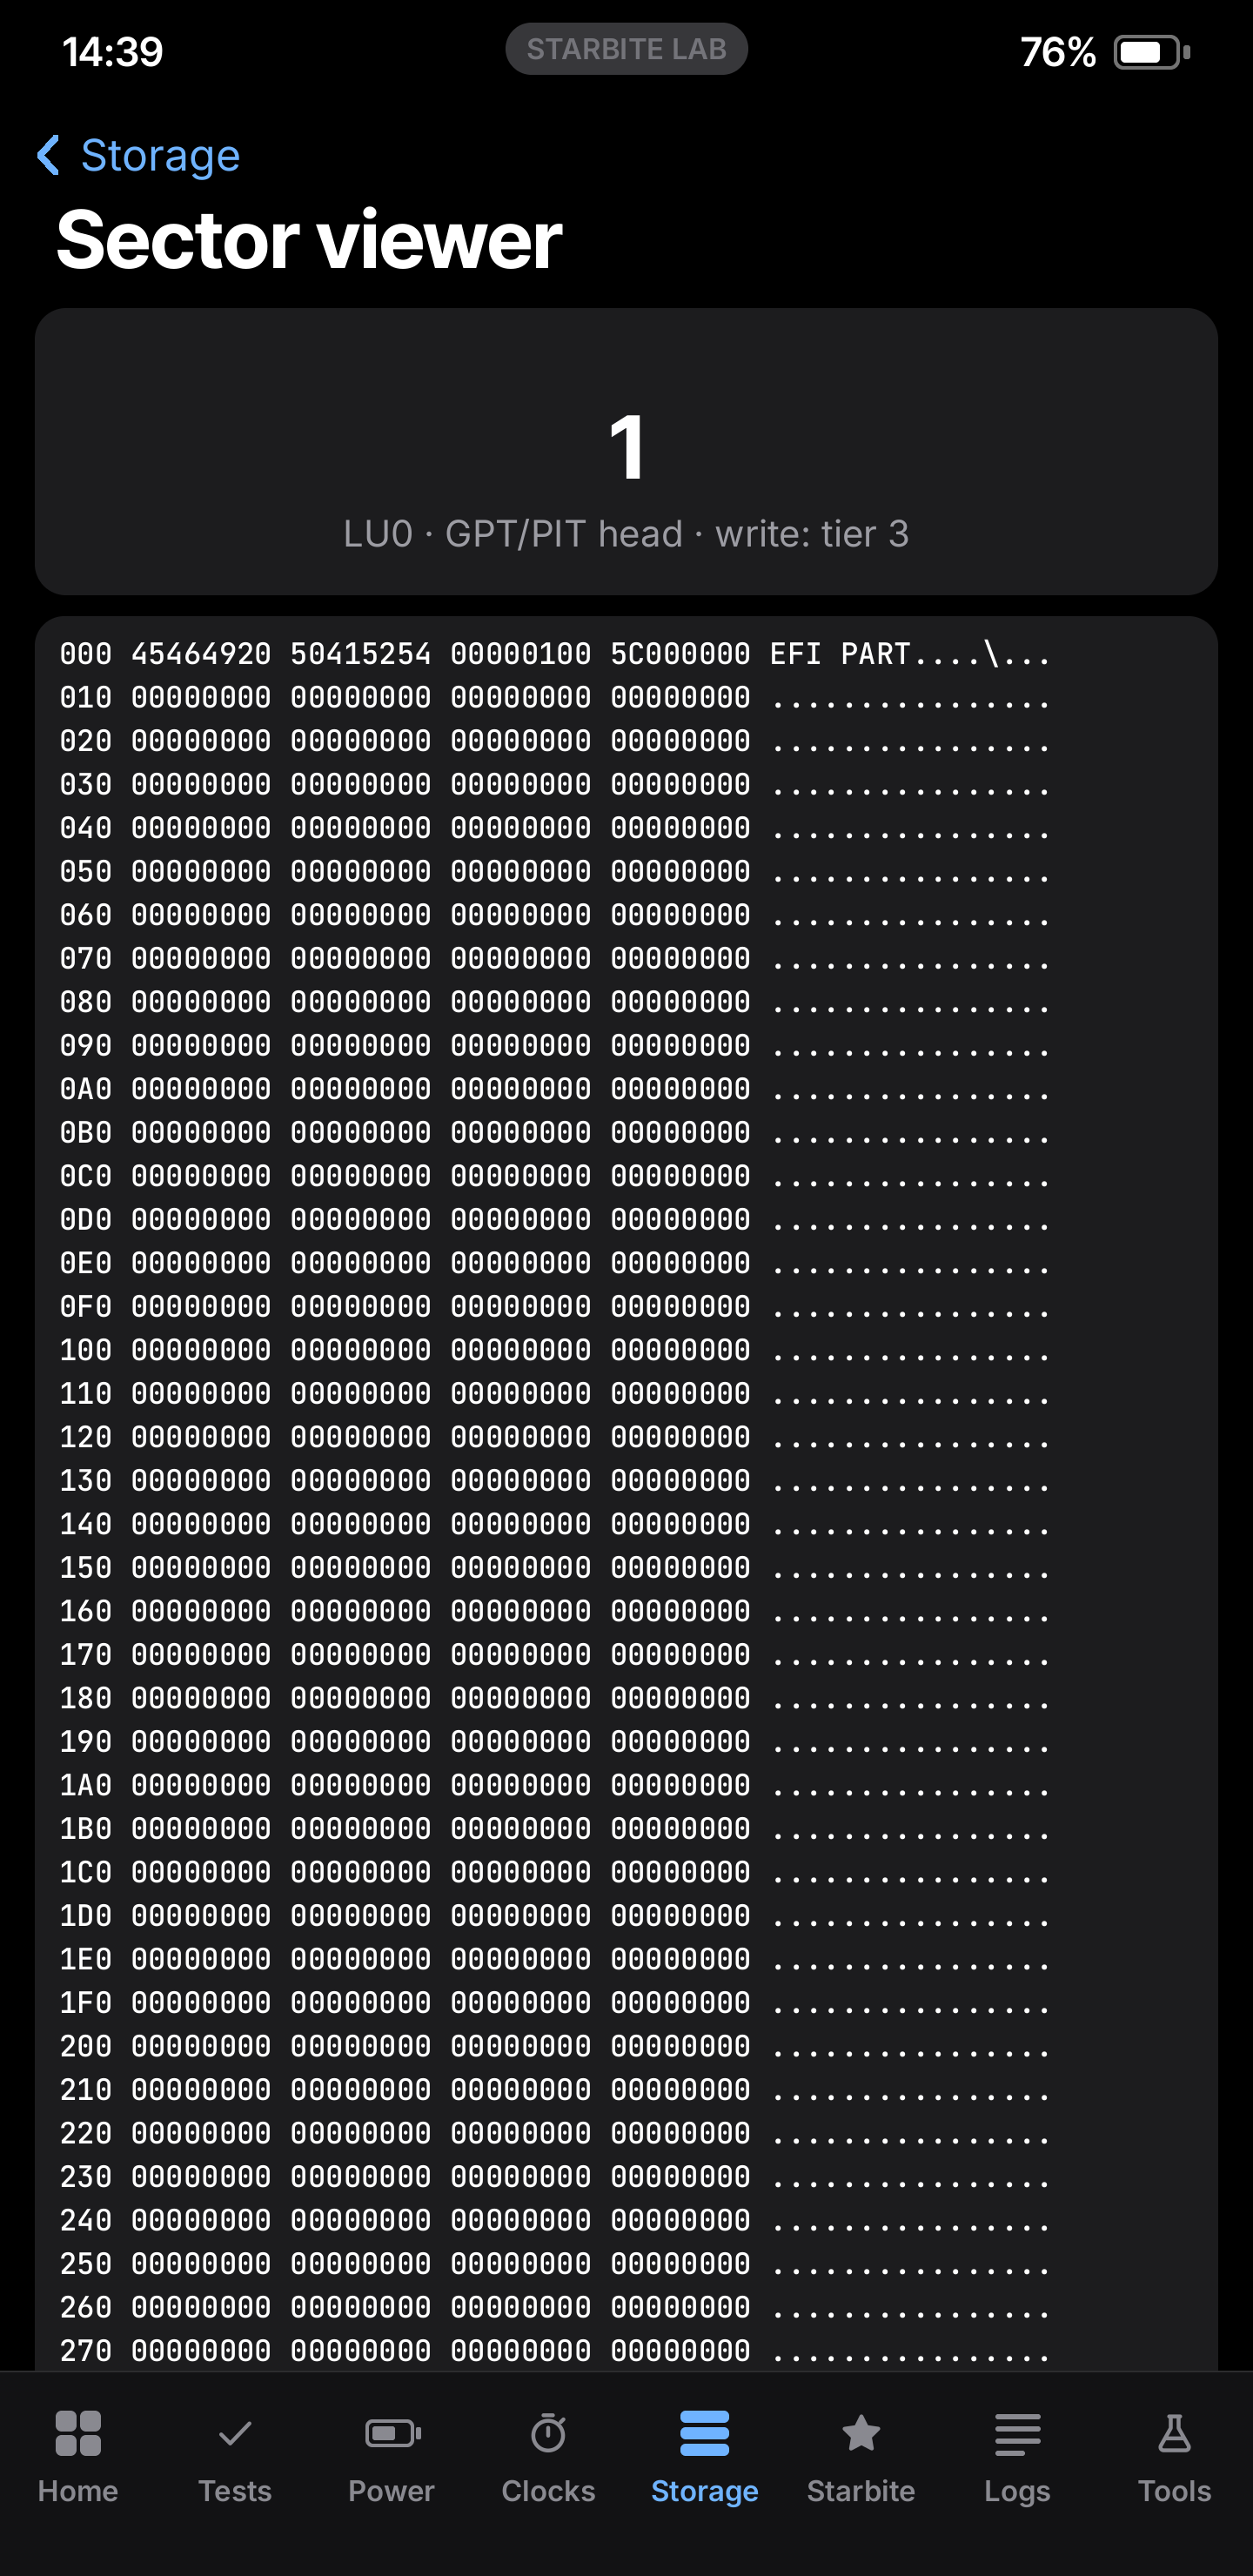 14:39
STARBITE LAB
76%
Storage
Sector viewer
1
LU0 · GPT/PIT head · write: tier 3
000 45464920 50415254 00000100 5C000000 EFI PART....\...
010 00000000 00000000 00000000 00000000 ................
020 00000000 00000000 00000000 00000000 ................
030 00000000 00000000 00000000 00000000 ................
040 00000000 00000000 00000000 00000000 ................
050 00000000 00000000 00000000 00000000 ................
060 00000000 00000000 00000000 00000000 ................
070 00000000 00000000 00000000 00000000 ................
080 00000000 00000000 00000000 00000000 ................
090 00000000 00000000 00000000 00000000 ................
0A0 00000000 00000000 00000000 00000000 ................
0B0 00000000 00000000 00000000 00000000 ................
0C0 00000000 00000000 00000000 00000000 ................
0D0 00000000 00000000 00000000 00000000 ................
0E0 00000000 00000000 00000000 00000000 ................
0F0 00000000 00000000 00000000 00000000 ................
100 00000000 00000000 00000000 00000000 ................
110 00000000 00000000 00000000 00000000 ................
120 00000000 00000000 00000000 00000000 ................
130 00000000 00000000 00000000 00000000 ................
140 00000000 00000000 00000000 00000000 ................
150 00000000 00000000 00000000 00000000 ................
160 00000000 00000000 00000000 00000000 ................
170 00000000 00000000 00000000 00000000 ................
180 00000000 00000000 00000000 00000000 ................
190 00000000 00000000 00000000 00000000 ................
1A0 00000000 00000000 00000000 00000000 ................
1B0 00000000 00000000 00000000 00000000 ................
1C0 00000000 00000000 00000000 00000000 ................
1D0 00000000 00000000 00000000 00000000 ................
1E0 00000000 00000000 00000000 00000000 ................
1F0 00000000 00000000 00000000 00000000 ................
200 00000000 00000000 00000000 00000000 ................
210 00000000 00000000 00000000 00000000 ................
220 00000000 00000000 00000000 00000000 ................
230 00000000 00000000 00000000 00000000 ................
240 00000000 00000000 00000000 00000000 ................
250 00000000 00000000 00000000 00000000 ................
260 00000000 00000000 00000000 00000000 ................
270 00000000 00000000 00000000 00000000 ................
Home
Tests
Power
Clocks
Storage
Starbite
Logs
Tools